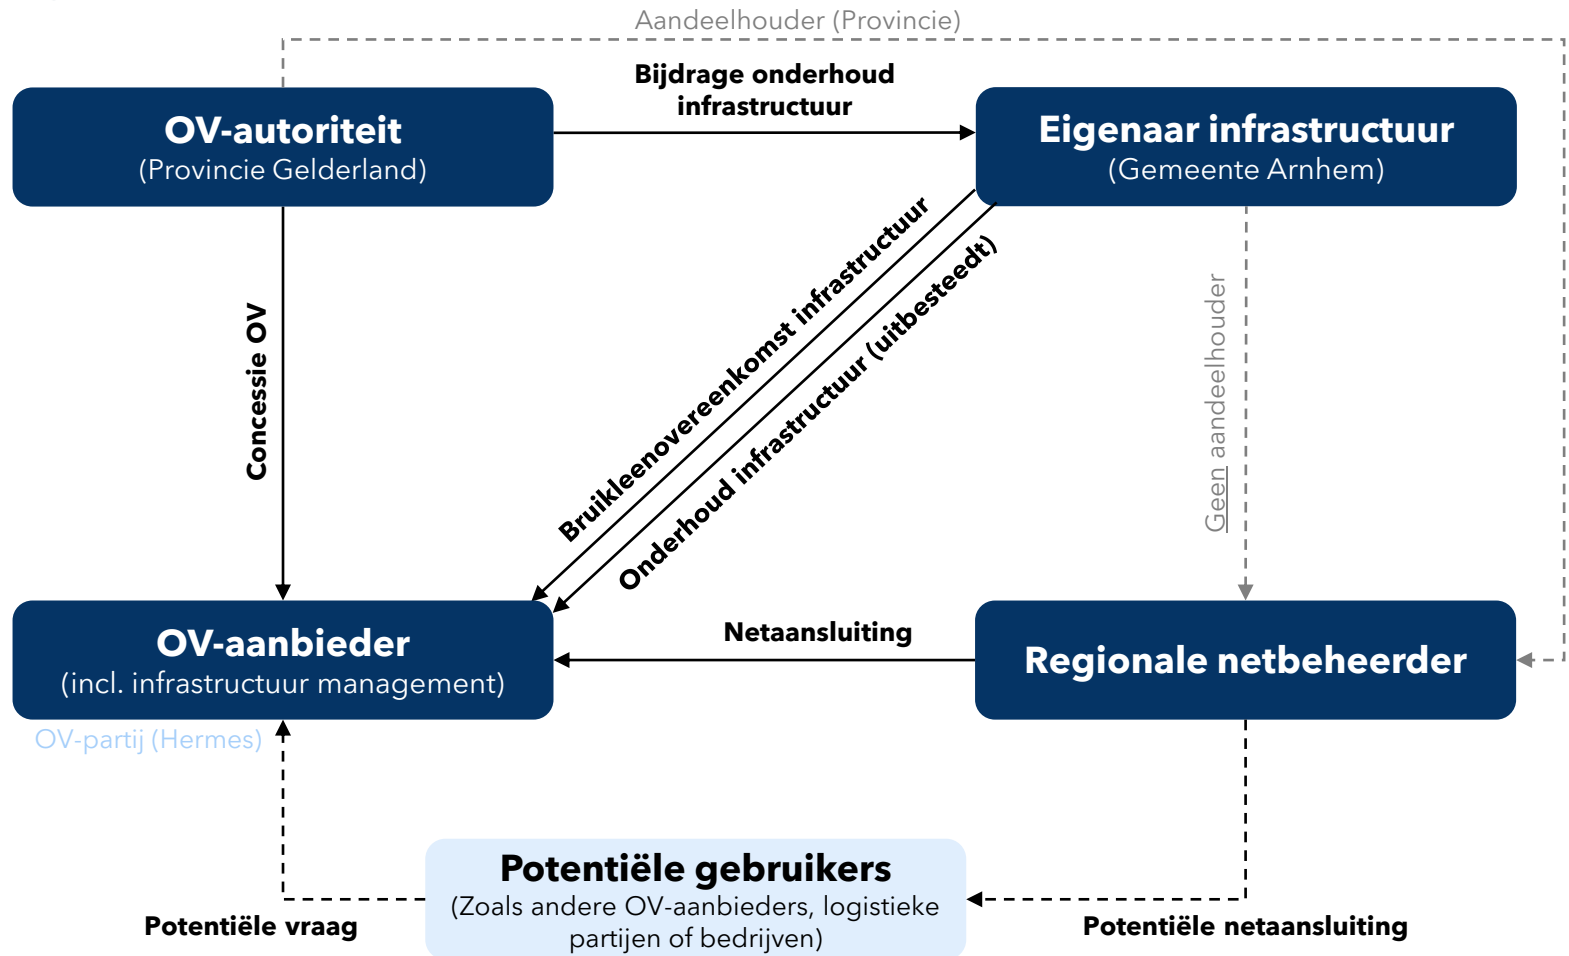 Aandeelhouder (Provincie)
Bijdrage onderhoud
infrastructuur
OV-autoriteit
(Provincie Gelderland)
Eigenaar infrastructuur
(Gemeente Arnhem)
Concessie OV
Bruikleenovereenkomst infrastructuur
Onderhoud infrastructuur (uitbesteedt)
Geen aandeelhouder
OV-aanbieder
(incl. infrastructuur management)
Netaansluiting
Regionale netbeheerder
OV-partij (Hermes)
Potentiële gebruikers
(Zoals andere OV-aanbieders, logistieke
partijen of bedrijven)
Potentiële vraag
Potentiële netaansluiting